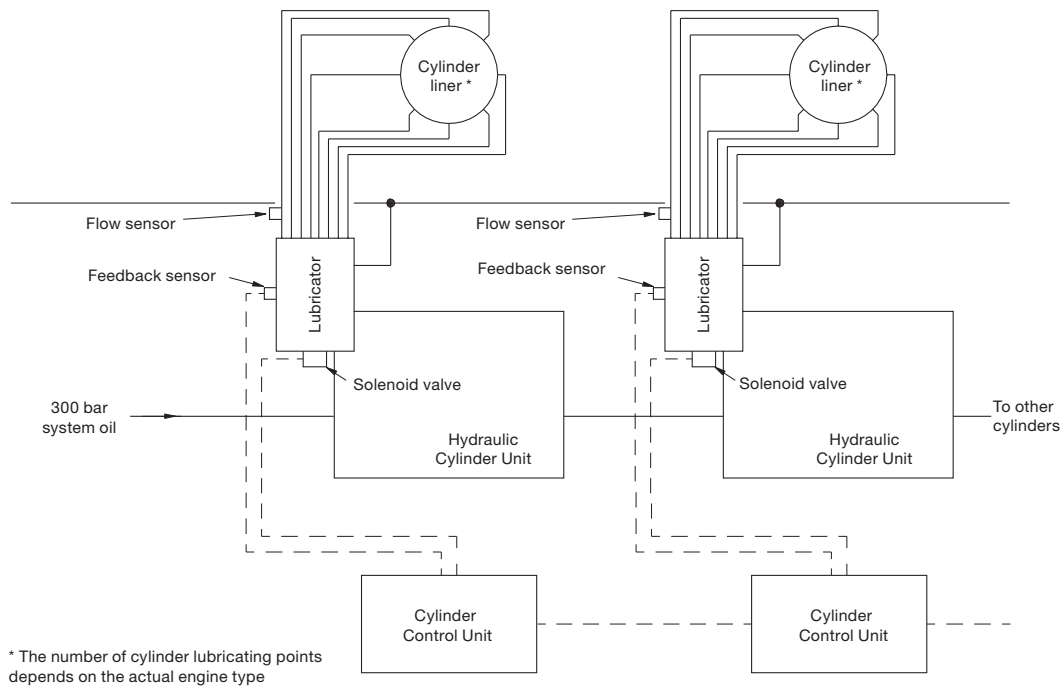 Cylinder
liner *
Cylinder
liner *
Flow sensor
Flow sensor
Feedback sensor
Feedback sensor
Lubricator
Lubricator
Solenoid valve
Solenoid valve
300 bar
system oil
To other
cylinders
Hydraulic
Cylinder Unit
Hydraulic
Cylinder Unit
Cylinder
Control Unit
Cylinder
Control Unit
* The number of cylinder lubricating points
depends on the actual engine type